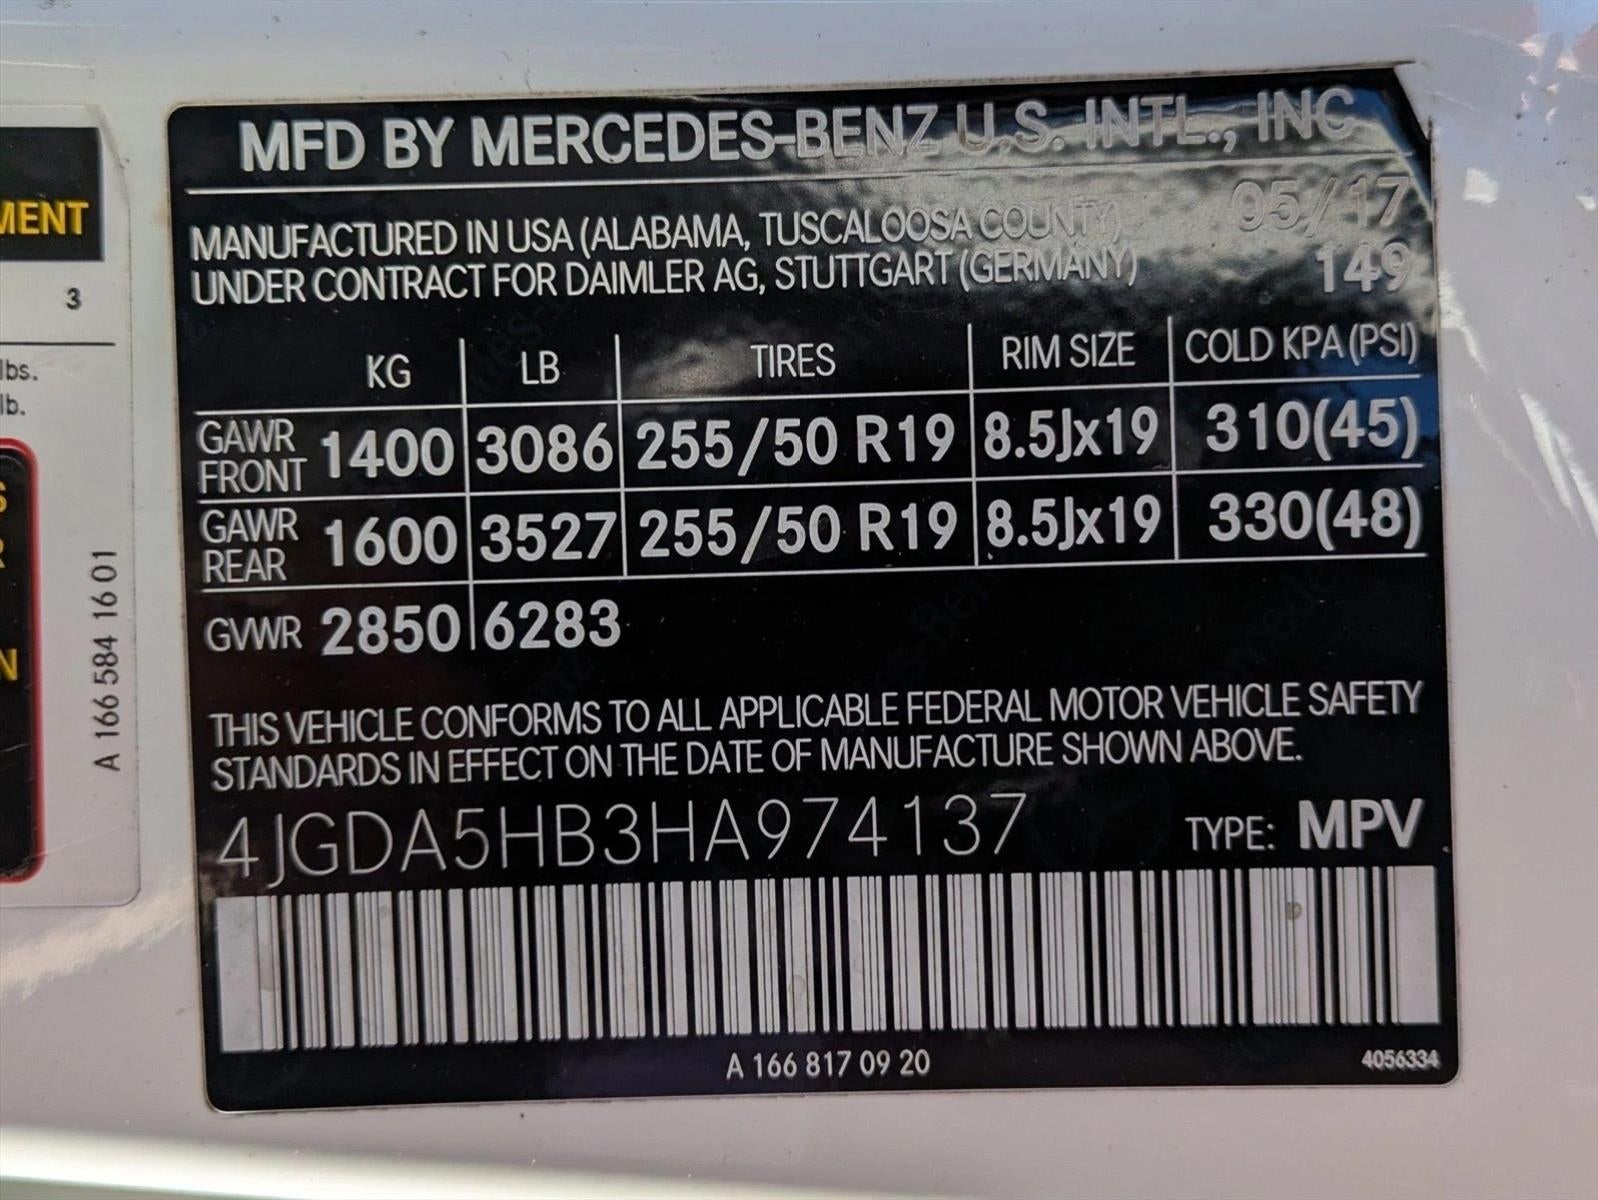 MFD BY MERCEDES-BENZ U.S. INTL., INC
MANUFACTURED IN USA (ALABAMA, TUSCALOOSA COUNTY) 05/17
UNDER CONTRACT FOR DAIMLER AG, STUTTGART (GERMANY) 149
KG LB TIRES RIM SIZE COLD KPA (PSI)
GAWR FRONT 1400 3086 255/50 R19 8.5Jx19 310(45)
GAWR REAR 1600 3527 255/50 R19 8.5Jx19 330(48)
GVWR 2850 6283
THIS VEHICLE CONFORMS TO ALL APPLICABLE FEDERAL MOTOR VEHICLE SAFETY
STANDARDS IN EFFECT ON THE DATE OF MANUFACTURE SHOWN ABOVE.
4JGDA5HB3HA974137 TYPE: MPV
A 166 817 09 20 4056334
MENT
3
lbs.
lb.
S
R
N
A 166 584 16 01